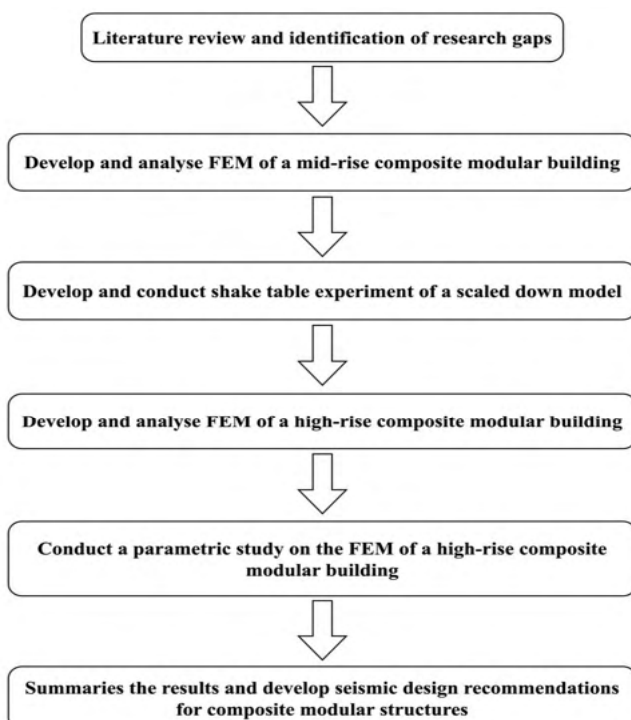 Literature review and identification of research gaps
Develop and analyse FEM of a mid-rise composite modular building
Develop and conduct shake table experiment of a scaled down model
Develop and analyse FEM of a high-rise composite modular building
Conduct a parametric study on the FEM of a high-rise composite
modular building
Summaries the results and develop seismic design recommendations
for composite modular structures